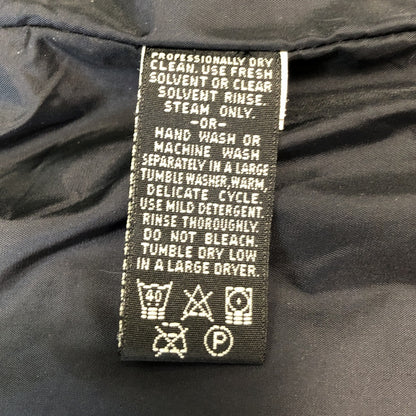 PROFESSIONALLY DRY
CLEAN. USE FRESH
SOLVENT OR CLEAR
SOLVENT RINSE.
STEAM ONLY.
-OR-
HAND WASH OR
MACHINE WASH
SEPARATELY IN A LARGE
TUMBLE WASHER, WARM,
DELICATE CYCLE.
USE MILD DETERGENT.
RINSE THOROUGHLY.
DO NOT BLEACH.
TUMBLE DRY LOW
IN A LARGE DRYER.
40
P